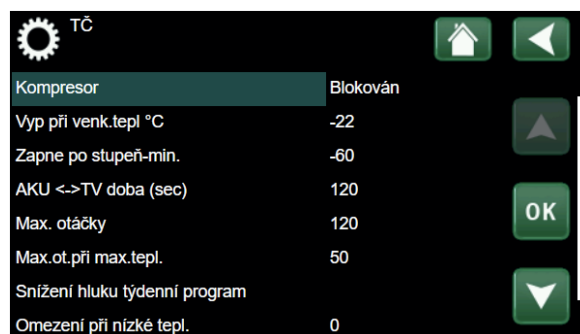 TČ
Kompresor Blokován
Vyp při venk.tepl °C -22
Zapne po stupeň-min. -60
AKU <->TV doba (sec) 120
Max. otáčky 120
Max.ot.při max.tepl. 50
Snížení hluku týdenní program
Omezení při nízké tepl. 0
OK